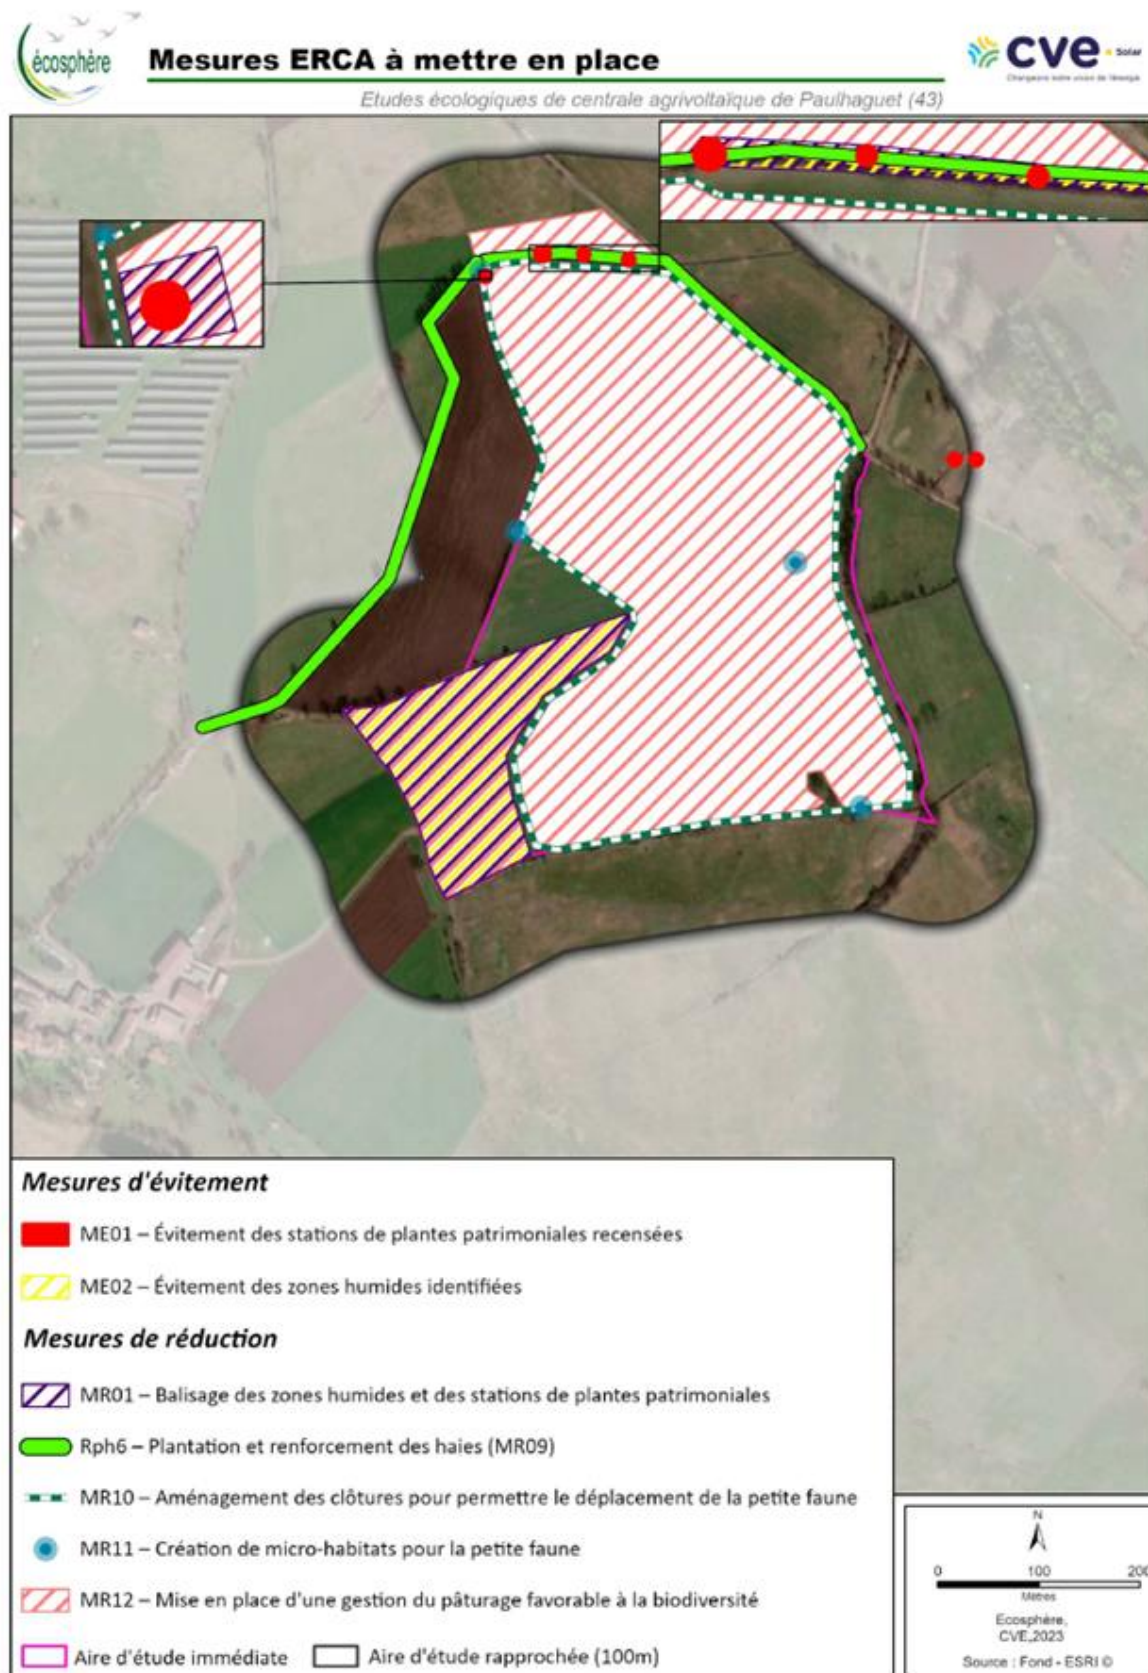 écosphère
Mesures ERCA à mettre en place
cve Solar
Etudes écologiques de centrale agrivoltaïque de Paulhaguet (43)
Mesures d'évitement
ME01 – Évitement des stations de plantes patrimoniales recensées
ME02 – Évitement des zones humides identifiées
Mesures de réduction
MR01 – Balisage des zones humides et des stations de plantes patrimoniales
Rph6 – Plantation et renforcement des haies (MR09)
MR10 – Aménagement des clôtures pour permettre le déplacement de la petite faune
MR11 – Création de micro-habitats pour la petite faune
MR12 – Mise en place d'une gestion du pâturage favorable à la biodiversité
Aire d'étude immédiate Aire d'étude rapprochée (100m)
N
0 100 200
Mètres
Ecosphère,
CVE,2023
Source : Fond - ESRI ©